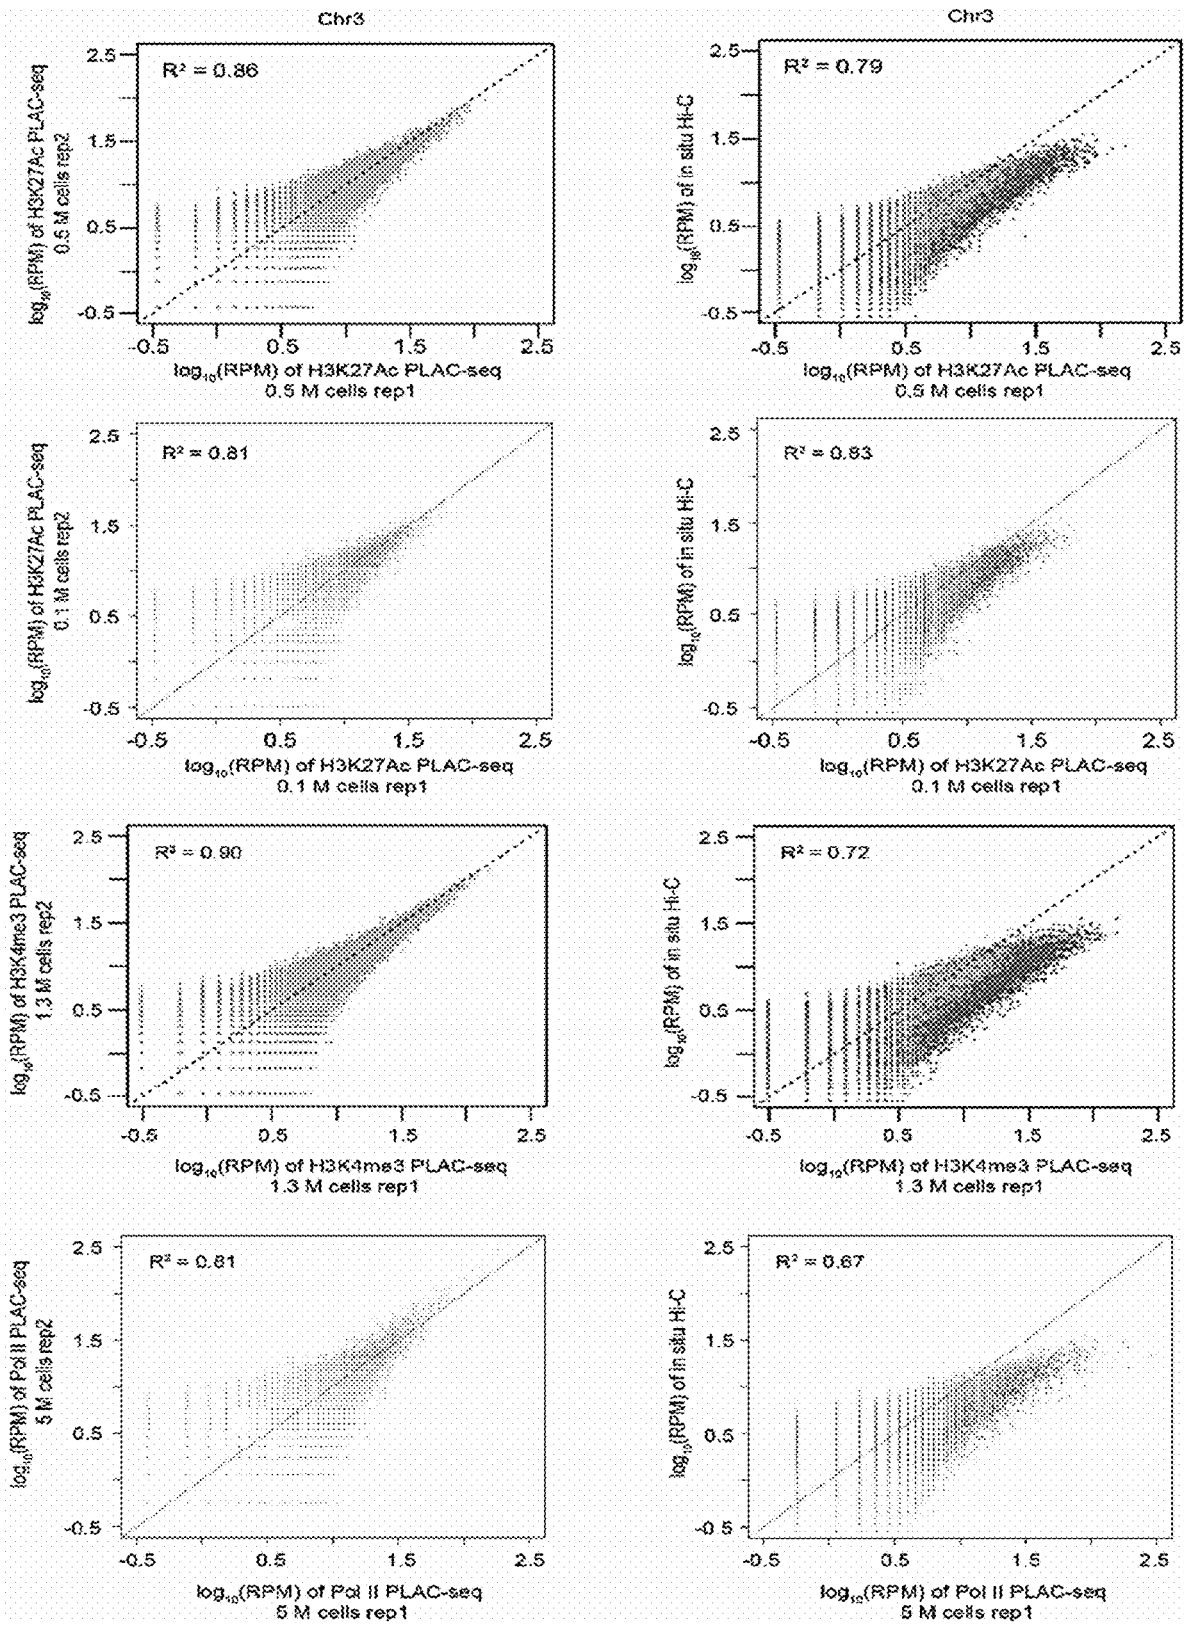 Chr3
2.5
R² = 0.86
1.5
0.5
-0.5
log₁₀(RPM) of H3K27Ac PLAC-seq
0.5 M cells rep2
-0.5 0.5 1.5 2.5
log₁₀(RPM) of H3K27Ac PLAC-seq
0.5 M cells rep1
Chr3
2.5
R² = 0.79
1.5
0.5
-0.5
log₁₀(RPM) of in situ Hi-C
-0.5 0.5 1.5 2.5
log₁₀(RPM) of H3K27Ac PLAC-seq
0.5 M cells rep1
2.5
R² = 0.81
1.5
0.5
-0.5
log₁₀(RPM) of H3K27Ac PLAC-seq
0.1 M cells rep2
-0.5 0.5 1.5 2.5
log₁₀(RPM) of H3K27Ac PLAC-seq
0.1 M cells rep1
2.5
R² = 0.83
1.5
0.5
-0.5
log₁₀(RPM) of in situ Hi-C
-0.5 0.5 1.5 2.5
log₁₀(RPM) of H3K27Ac PLAC-seq
0.1 M cells rep1
2.5
R² = 0.90
1.5
0.5
-0.5
log₁₀(RPM) of H3K4me3 PLAC-seq
1.3 M cells rep2
-0.5 0.5 1.5 2.5
log₁₀(RPM) of H3K4me3 PLAC-seq
1.3 M cells rep1
2.5
R² = 0.72
1.5
0.5
-0.5
log₁₀(RPM) of in situ Hi-C
-0.5 0.5 1.5 2.5
log₁₀(RPM) of H3K4me3 PLAC-seq
1.3 M cells rep1
2.5
R² = 0.81
1.5
0.5
-0.5
log₁₀(RPM) of Pol II PLAC-seq
5 M cells rep2
-0.5 0.5 1.5 2.5
log₁₀(RPM) of Pol II PLAC-seq
5 M cells rep1
2.5
R² = 0.67
1.5
0.5
-0.5
log₁₀(RPM) of in situ Hi-C
-0.5 0.5 1.5 2.5
log₁₀(RPM) of Pol II PLAC-seq
5 M cells rep1